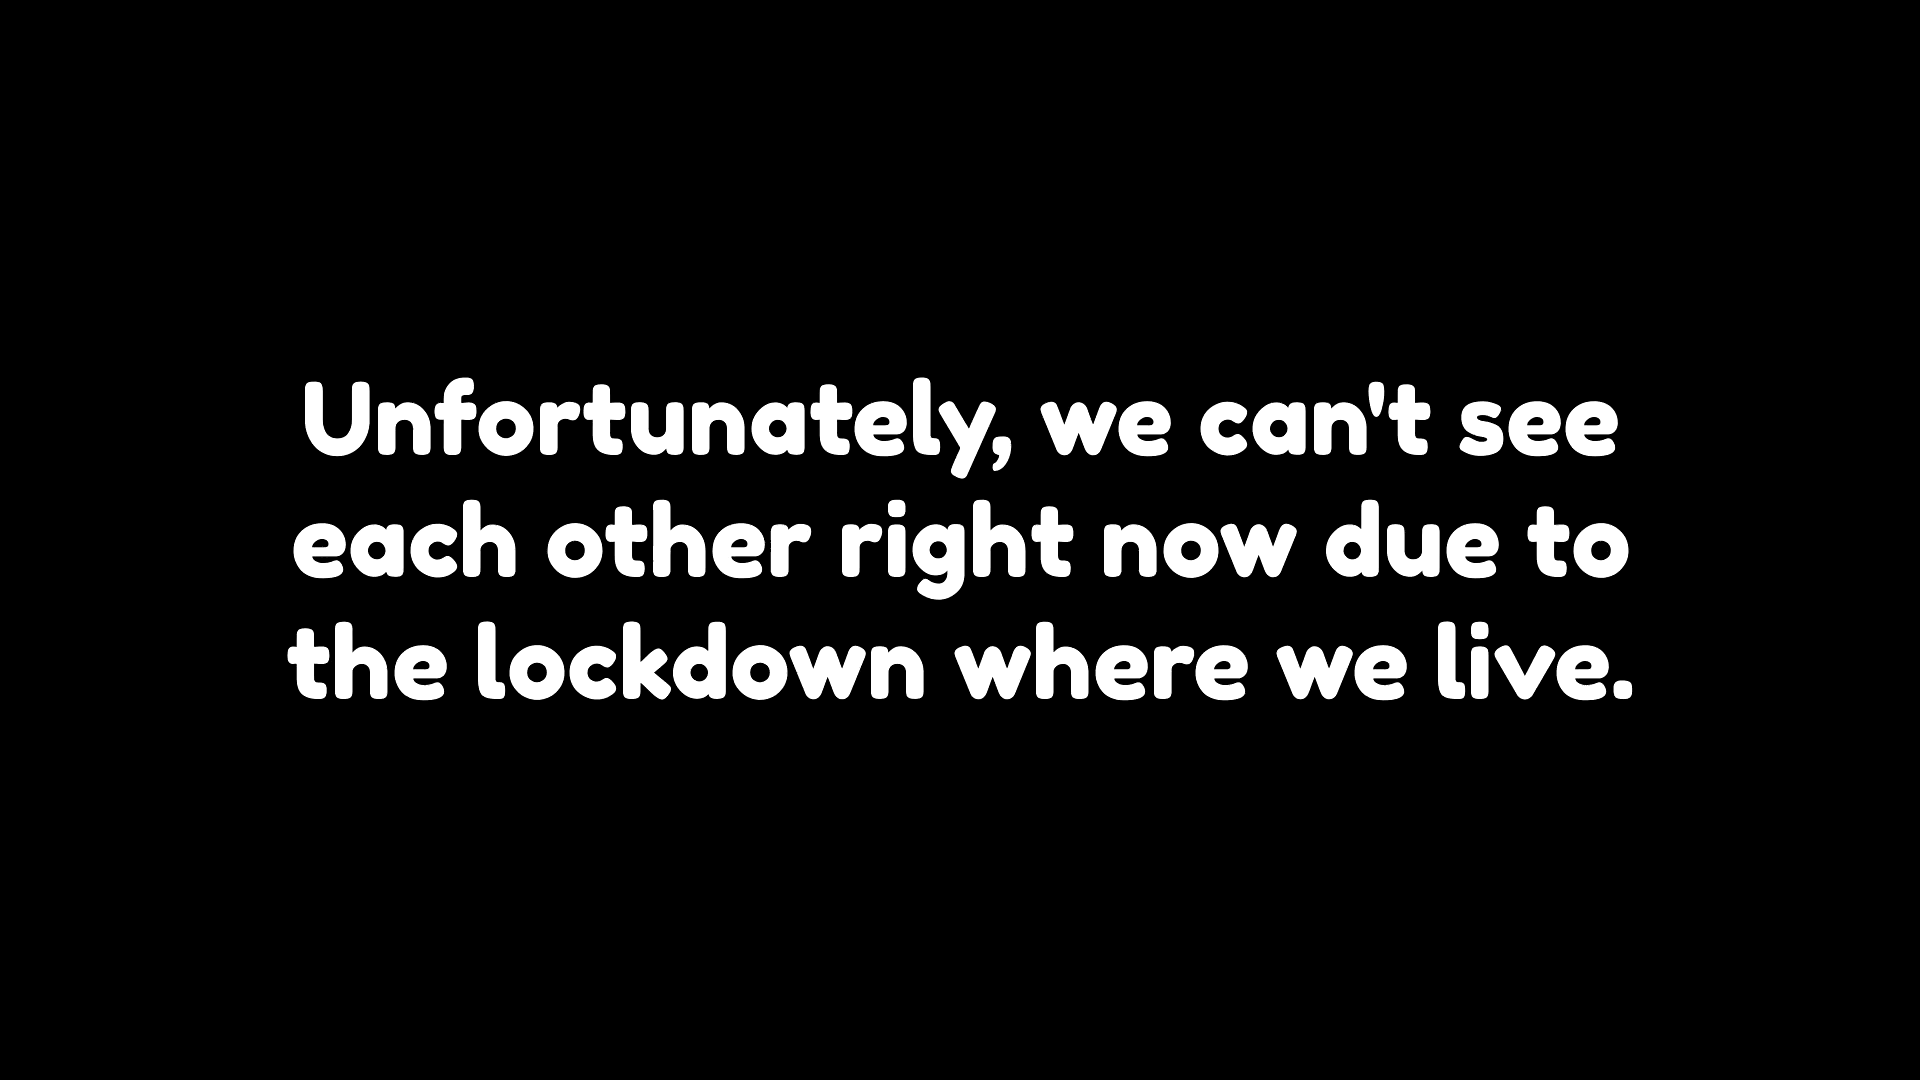 Unfortunately, we can't see
each other right now due to
the lockdown where we live.